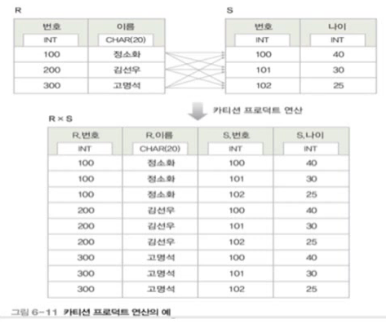 R
S
번호 이름
INT CHAR(20)
100 정소화
200 김선우
300 고명석
번호 나이
INT INT
100 40
101 30
102 25
카티션 프로덕트 연산
R × S
R.번호 R.이름 S.번호 S.나이
INT CHAR(20) INT INT
100 정소화 100 40
100 정소화 101 30
100 정소화 102 25
200 김선우 100 40
200 김선우 101 30
200 김선우 102 25
300 고명석 100 40
300 고명석 101 30
300 고명석 102 25
그림 6-11 카티션 프로덕트 연산의 예